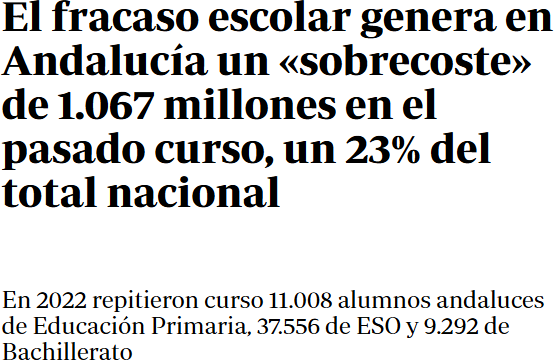 El fracaso escolar genera en
Andalucía un «sobrecoste»
de 1.067 millones en el
pasado curso, un 23% del
total nacional
En 2022 repitieron curso 11.008 alumnos andaluces
de Educación Primaria, 37.556 de ESO y 9.292 de
Bachillerato